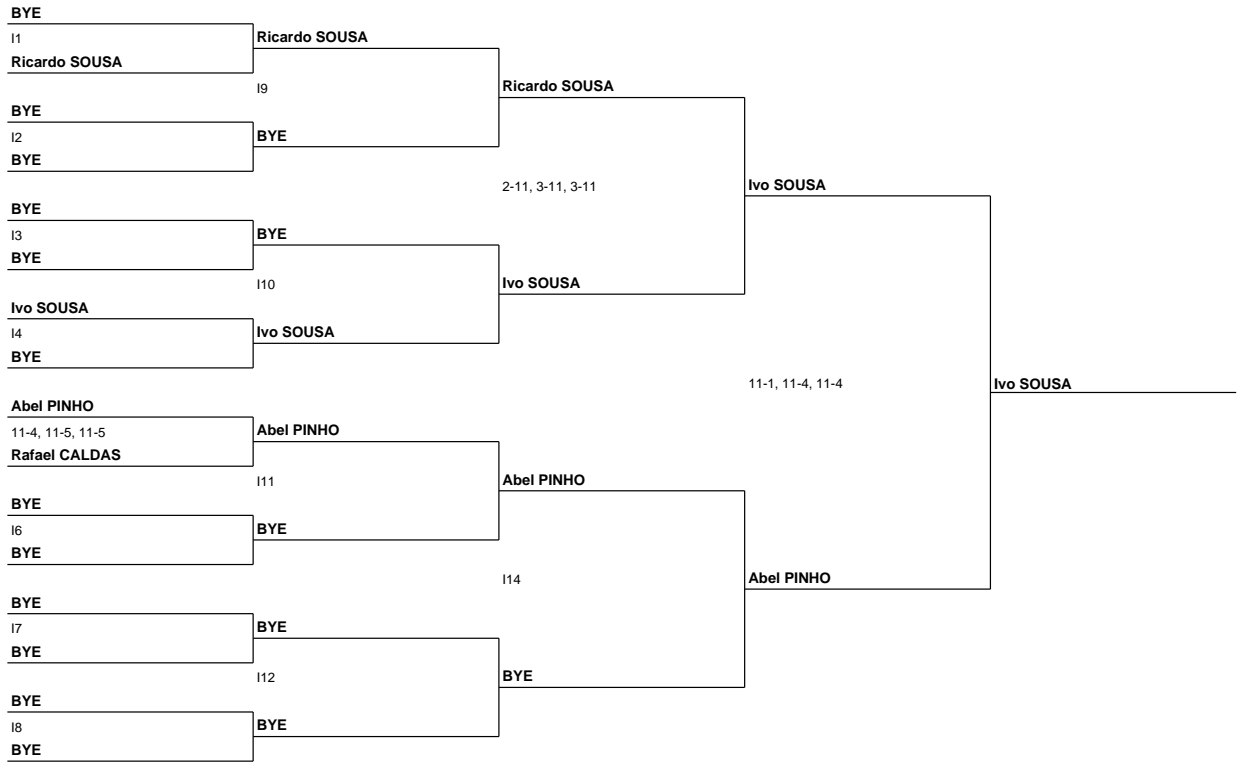 BYE
I1
Ricardo SOUSA
Ricardo SOUSA
I9
Ricardo SOUSA
BYE
I2
BYE
BYE
2-11, 3-11, 3-11
Ivo SOUSA
BYE
I3
BYE
BYE
I10
Ivo SOUSA
Ivo SOUSA
I4
BYE
Ivo SOUSA
11-1, 11-4, 11-4
Ivo SOUSA
Abel PINHO
11-4, 11-5, 11-5
Rafael CALDAS
Abel PINHO
I11
Abel PINHO
BYE
I6
BYE
BYE
I14
Abel PINHO
BYE
I7
BYE
BYE
I12
BYE
BYE
I8
BYE
BYE